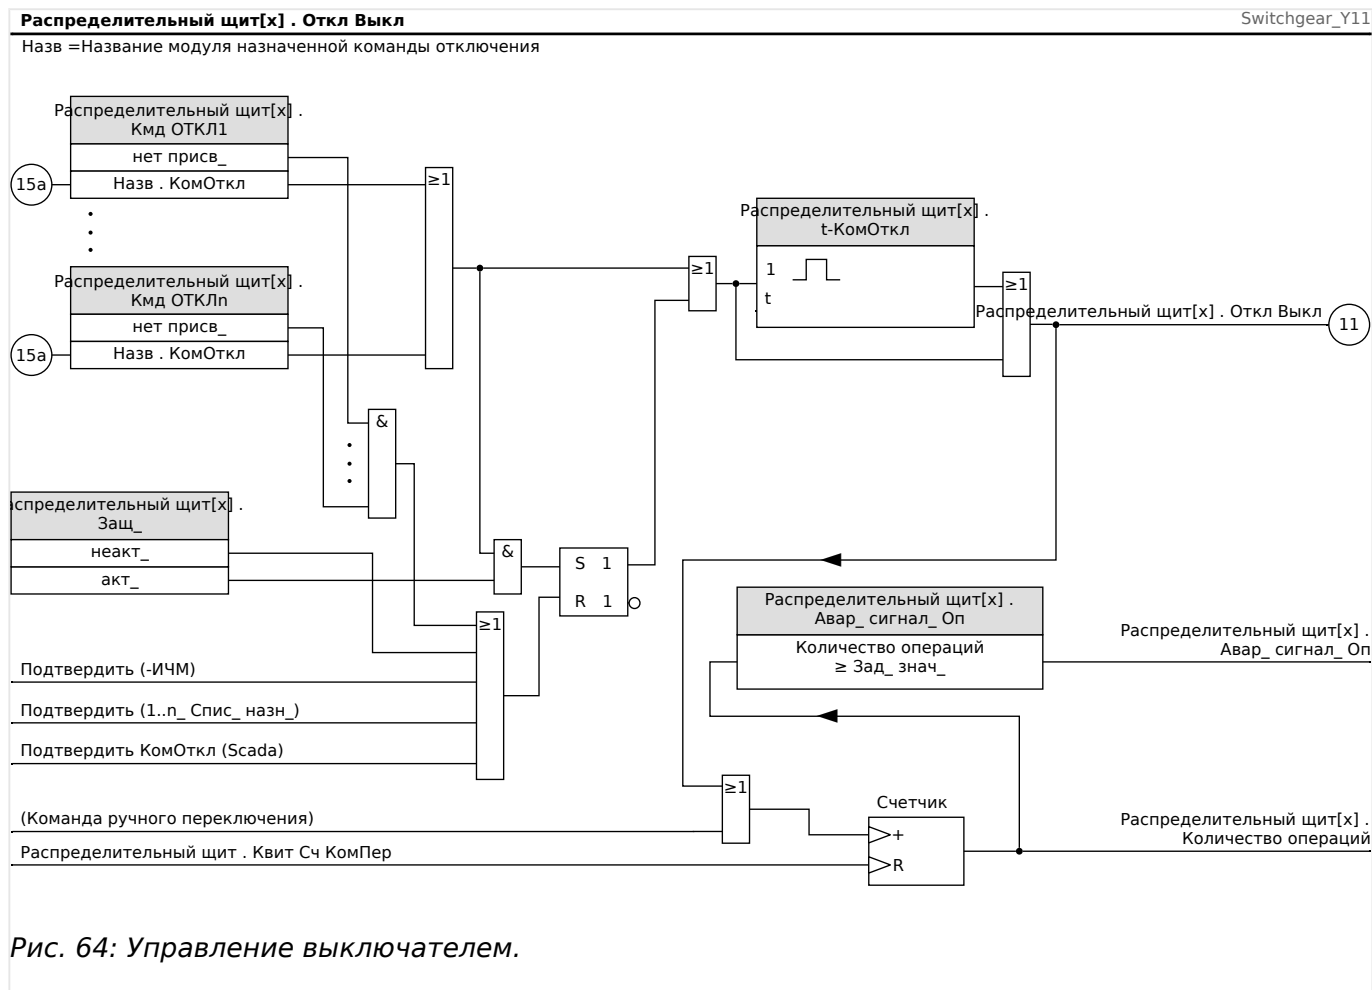 Распределительный щит[x] . Откл Выкл
Switchgear_Y11
Назв =Название модуля назначенной команды отключения
Распределительный щит[x] .
Кмд ОТКЛ1
нет присв_
15a
Назв . КомОткл
≥1
Распределительный щит[x] .
t-КомОткл
1
t
≥1
≥1
Распределительный щит[x] . Откл Выкл
11
Распределительный щит[x] .
Кмд ОТКЛn
нет присв_
15a
Назв . КомОткл
&
аспределительный щит[x] .
Защ_
неакт_
акт_
&
S 1
R 1
≥1
Распределительный щит[x] .
Авар_ сигнал_ Оп
Количество операций
≥ Зад_ знач_
Распределительный щит[x] .
Авар_ сигнал_ Оп
Подтвердить (-ИЧМ)
Подтвердить (1..n_ Спис_ назн_)
Подтвердить КомОткл (Scada)
≥1
(Команда ручного переключения)
Счетчик
+
R
Распределительный щит[x] .
Количество операций
Распределительный щит . Квит Сч КомПер
Рис. 64: Управление выключателем.